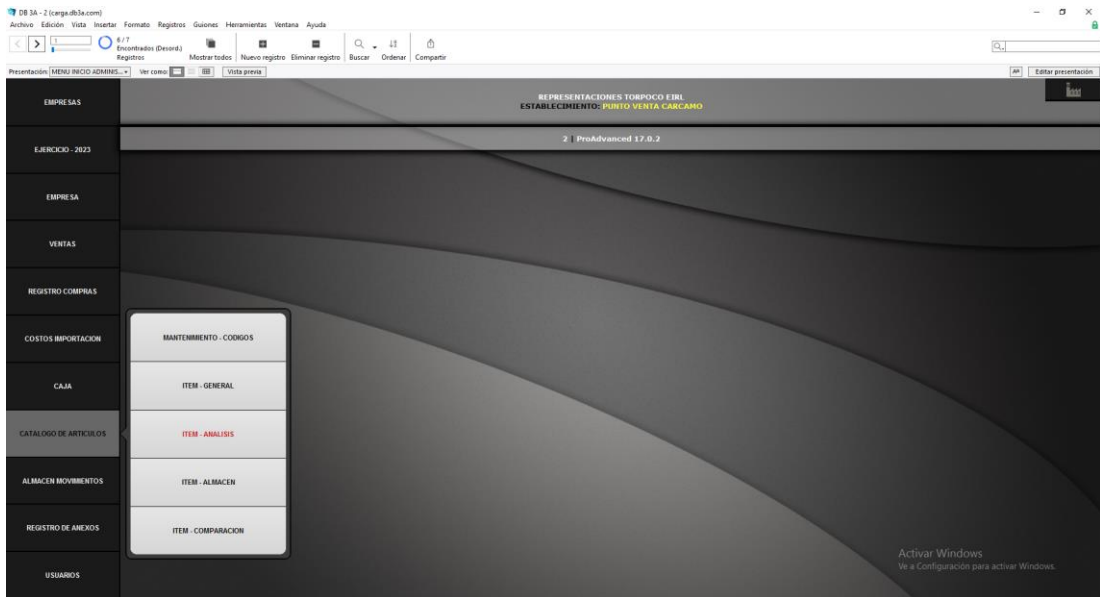 DB 3A - 2 (carga.db3a.com)
Archivo Edición Vista Insertar Formato Registros Guiones Herramientas Ventana Ayuda
1
6 / 7
Encontrados (Desord.)
Registros
Mostrar todos Nuevo registro Eliminar registro Buscar Ordenar Compartir
Presentación: MENU INICIO ADMINIS... Ver como: Vista previa Editar presentación
EMPRESAS
REPRESENTACIONES TORPOCO EIRL
ESTABLECIMIENTO: PUNTO VENTA CARCAMO
2 | ProAdvanced 17.0.2
EJERCICIO - 2023
EMPRESA
VENTAS
REGISTRO COMPRAS
COSTOS IMPORTACION
CAJA
CATALOGO DE ARTICULOS
ALMACEN MOVIMIENTOS
REGISTRO DE ANEXOS
USUARIOS
MANTENIMIENTO - CODIGOS
ITEM - GENERAL
ITEM - ANALISIS
ITEM - ALMACEN
ITEM - COMPARACION
Activar Windows
Ve a Configuración para activar Windows.